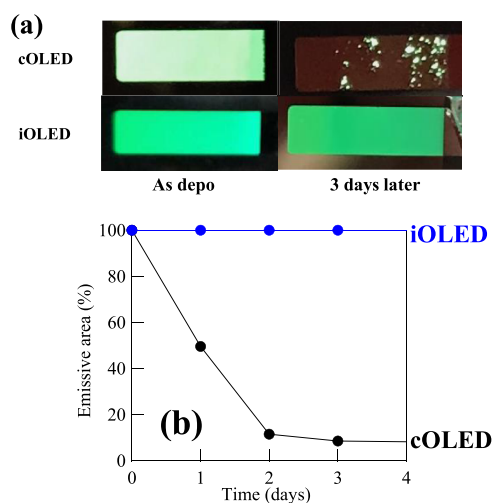 (a)
cOLED
iOLED
As depo
3 days later
100
80
60
40
20
0
Emissive area (%)
iOLED
cOLED
(b)
0 1 2 3 4
Time (days)